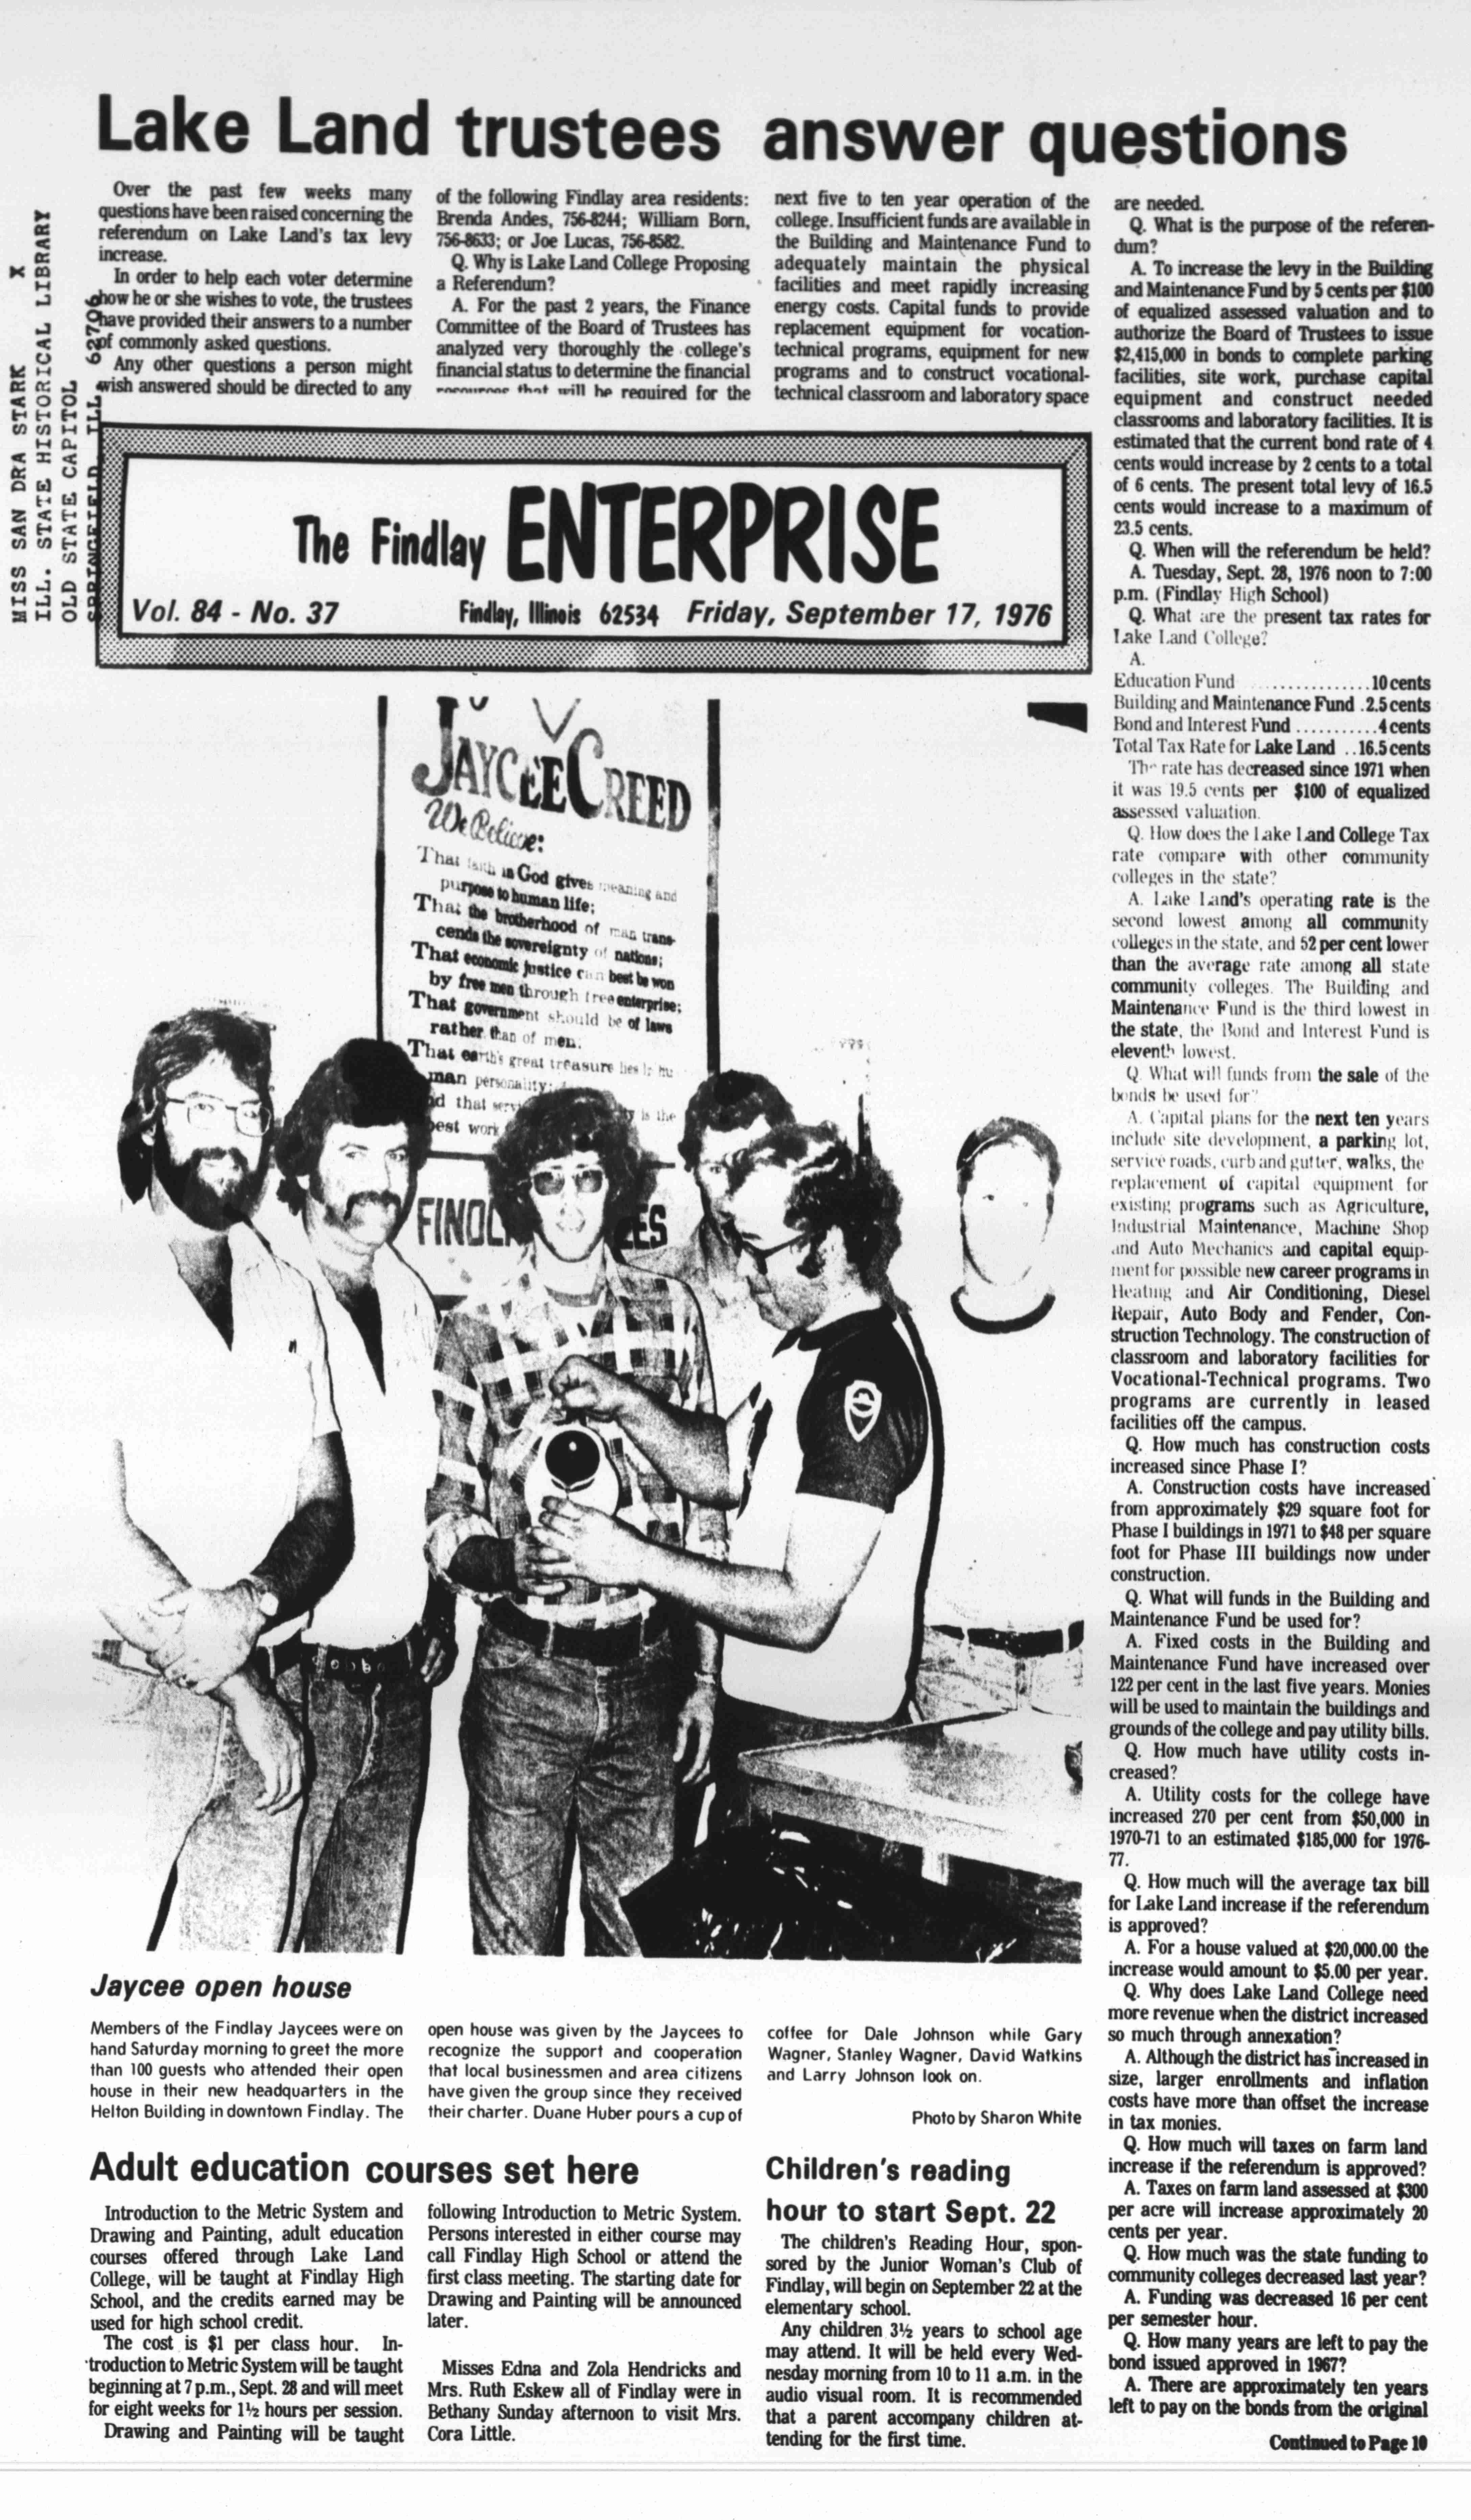 Lake Land trustees answer questions
Over the past few weeks many
questions have been raised concerning the
referendum on Lake Land's tax levy
increase.
In order to help each voter determine
how he or she wishes to vote, the trustees
have provided their answers to a number
of commonly asked questions.
Any other questions a person might
wish answered should be directed to any
of the following Findlay area residents:
Brenda Andes, 756-8244; William Born,
756-8633; or Joe Lucas, 756-8582.
Q. Why is Lake Land College Proposing
a Referendum?
A. For the past 2 years, the Finance
Committee of the Board of Trustees has
analyzed very thoroughly the college's
financial status to determine the financial
resources that will be required for the
next five to ten year operation of the
college. Insufficient funds are available in
the Building and Maintenance Fund to
adequately maintain the physical
facilities and meet rapidly increasing
energy costs. Capital funds to provide
replacement equipment for vocation-
technical programs, equipment for new
programs and to construct vocational-
technical classroom and laboratory space
are needed.
Q. What is the purpose of the referen-
dum?
A. To increase the levy in the Building
and Maintenance Fund by 5 cents per $100
of equalized assessed valuation and to
authorize the Board of Trustees to issue
$2,415,000 in bonds to complete parking
facilities, site work, purchase capital
equipment and construct needed
classrooms and laboratory facilities. It is
estimated that the current bond rate of 4
cents would increase by 2 cents to a total
of 6 cents. The present total levy of 16.5
cents would increase to a maximum of
23.5 cents.
Q. When will the referendum be held?
A. Tuesday, Sept. 28, 1976 noon to 7:00
p.m. (Findlay High School)
Q. What are the present tax rates for
Lake Land College?
A.
Education Fund ..............10 cents
Building and Maintenance Fund .2.5 cents
Bond and Interest Fund ...........4 cents
Total Tax Rate for Lake Land ..16.5 cents
The rate has decreased since 1971 when
it was 19.5 cents per $100 of equalized
assessed valuation.
Q. How does the Lake Land College Tax
rate compare with other community
colleges in the state?
A. Lake Land's operating rate is the
second lowest among all community
colleges in the state, and 52 per cent lower
than the average rate among all state
community colleges. The Building and
Maintenance Fund is the third lowest in
the state, the Bond and Interest Fund is
eleventh lowest.
Q. What will funds from the sale of the
bonds be used for"
A. Capital plans for the next ten years
include site development, a parking lot,
service roads, curb and gutter, walks, the
replacement of capital equipment for
existing programs such as Agriculture,
Industrial Maintenance, Machine Shop
and Auto Mechanics and capital equip-
ment for possible new career programs in
Heating and Air Conditioning, Diesel
Repair, Auto Body and Fender, Con-
struction Technology. The construction of
classroom and laboratory facilities for
Vocational-Technical programs. Two
programs are currently in leased
facilities off the campus.
Q. How much has construction costs
increased since Phase I?
A. Construction costs have increased
from approximately $29 square foot for
Phase I buildings in 1971 to $48 per square
foot for Phase III buildings now under
construction.
Q. What will funds in the Building and
Maintenance Fund be used for?
A. Fixed costs in the Building and
Maintenance Fund have increased over
122 per cent in the last five years. Monies
will be used to maintain the buildings and
grounds of the college and pay utility bills.
Q. How much have utility costs in-
creased?
A. Utility costs for the college have
increased 270 per cent from $50,000 in
1970-71 to an estimated $185,000 for 1976-
77.
Q. How much will the average tax bill
for Lake Land increase if the referendum
is approved?
A. For a house valued at $20,000.00 the
increase would amount to $5.00 per year.
Q. Why does Lake Land College need
more revenue when the district increased
so much through annexation?
A. Although the district has increased in
size, larger enrollments and inflation
costs have more than offset the increase
in tax monies.
Q. How much will taxes on farm land
increase if the referendum is approved?
A. Taxes on farm land assessed at $300
per acre will increase approximately 20
cents per year.
Q. How much was the state funding to
community colleges decreased last year?
A. Funding was decreased 16 per cent
per semester hour.
Q. How many years are left to pay the
bond issued approved in 1967?
A. There are approximately ten years
left to pay on the bonds from the original
Continued to Page 10
MISS SAN DRA STARK X
ILL. STATE HISTORICAL LIBRARY
OLD STATE CAPITOL
SPRINGFIELD ILL 62706
The Findlay ENTERPRISE
Vol. 84 - No. 37 Findlay, Illinois 62534 Friday, September 17, 1976
JAYCEE CREED
We Believe:
That faith in God gives meaning and
purpose to human life;
That the brotherhood of man trans-
cends the sovereignty of nations;
That economic justice can best be won
by free men through free enterprise;
That government should be of laws
rather than of men;
That earth's great treasure lies in hu
man personality;
d that serv y is the
best work
FINDL EES
Jaycee open house
Members of the Findlay Jaycees were on
hand Saturday morning to greet the more
than 100 guests who attended their open
house in their new headquarters in the
Helton Building in downtown Findlay. The
open house was given by the Jaycees to
recognize the support and cooperation
that local businessmen and area citizens
have given the group since they received
their charter. Duane Huber pours a cup of
coffee for Dale Johnson while Gary
Wagner, Stanley Wagner, David Watkins
and Larry Johnson look on.
Photo by Sharon White
Adult education courses set here
Introduction to the Metric System and
Drawing and Painting, adult education
courses offered through Lake Land
College, will be taught at Findlay High
School, and the credits earned may be
used for high school credit.
The cost is $1 per class hour. In-
troduction to Metric System will be taught
beginning at 7 p.m., Sept. 28 and will meet
for eight weeks for 1½ hours per session.
Drawing and Painting will be taught
following Introduction to Metric System.
Persons interested in either course may
call Findlay High School or attend the
first class meeting. The starting date for
Drawing and Painting will be announced
later.
Misses Edna and Zola Hendricks and
Mrs. Ruth Eskew all of Findlay were in
Bethany Sunday afternoon to visit Mrs.
Cora Little.
Children's reading
hour to start Sept. 22
The children's Reading Hour, spon-
sored by the Junior Woman's Club of
Findlay, will begin on September 22 at the
elementary school.
Any children 3½ years to school age
may attend. It will be held every Wed-
nesday morning from 10 to 11 a.m. in the
audio visual room. It is recommended
that a parent accompany children at-
tending for the first time.